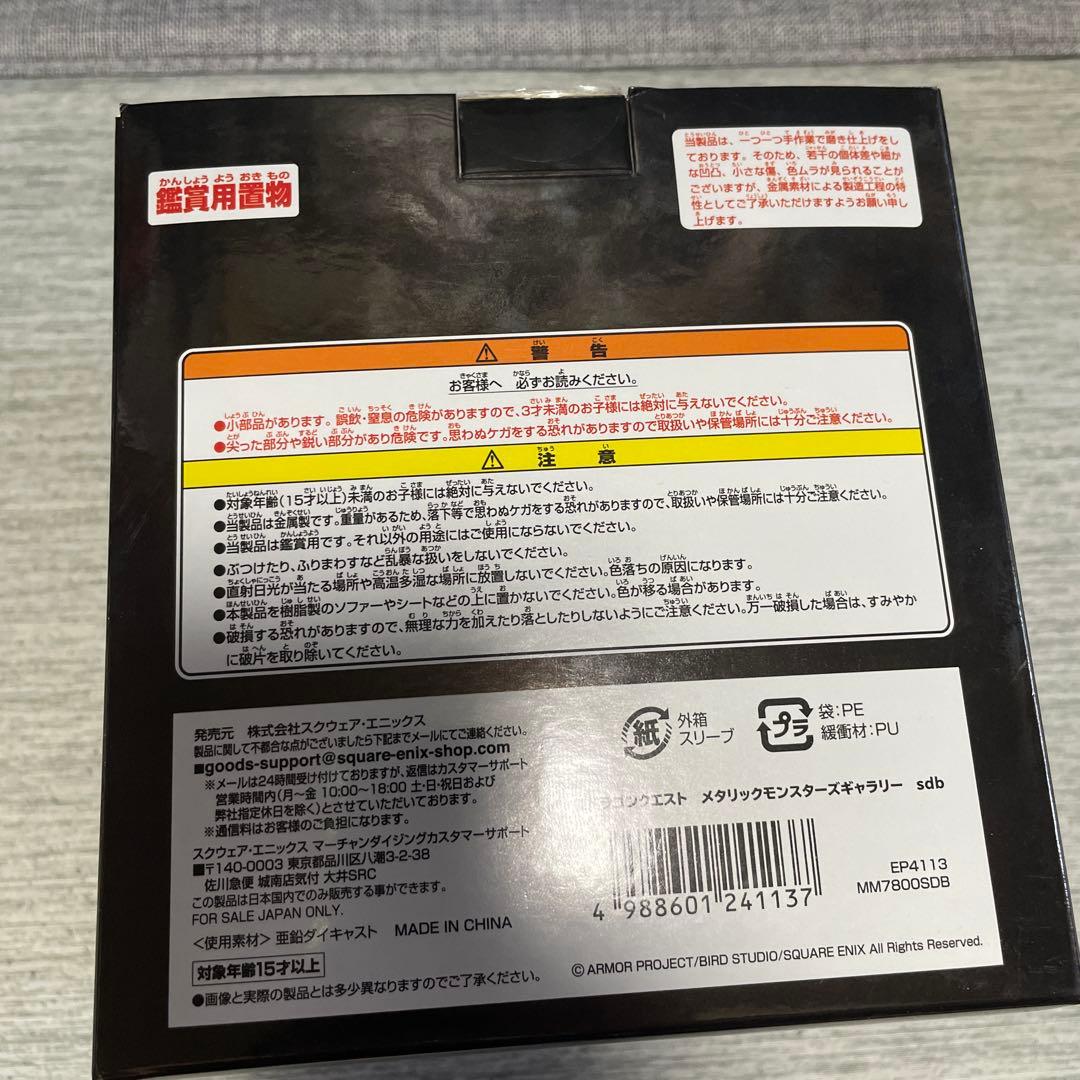 かんしょう よう おき もの
鑑賞用置物
当製品は、一つ一つ手作業で磨き仕上げをし
ております。そのため、若干の個体差や細か
な凹凸、小さな傷、色ムラが見られることが
ございますが、金属素材による製造工程の特
性としてご了承いただけますようお願い申し
上げます。
⚠ 警告
お客様へ 必ずお読みください。
●小部品があります。誤飲・窒息の危険がありますので、3才未満のお子様には絶対に与えないでください。
●尖った部分や鋭い部分があり危険です。思わぬケガをする恐れがありますので取扱いや保管場所には十分ご注意ください。
⚠ 注意
●対象年齢(15才以上)未満のお子様には絶対に与えないでください。
●当製品は金属製です。重量があるため、落下等で思わぬケガをする恐れがありますので、取扱いや保管場所には十分ご注意ください。
●当製品は鑑賞用です。それ以外の用途にはご使用にならないでください。
●ぶつけたり、ふりまわすなど乱暴な扱いをしないでください。
●直射日光が当たる場所や高温多湿な場所に放置しないでください。色落ちの原因になります。
●本製品を樹脂製のソファーやシートなどの上に置かないでください。色が移る場合があります。
●破損する恐れがありますので、無理な力を加えたり落としたりしないようにご注意ください。万一破損した場合は、すみやか
に破片を取り除いてください。
発売元 株式会社スクウェア・エニックス
製品に関して不都合な点がございましたら下記までメールにてご連絡ください。
■goods-support@square-enix-shop.com
※メールは24時間受け付けておりますが、返信はカスタマーサポート
営業時間内(月〜金 10:00〜18:00 土・日・祝日および
弊社指定休日を除く)とさせていただいております。
※通信料はお客様のご負担になります。
スクウェア・エニックス マーチャンダイジングカスタマーサポート
■〒140-0003 東京都品川区八潮3-2-38
佐川急便 城南店気付 大井SRC
この製品は日本国内でのみ販売する事ができます。
FOR SALE JAPAN ONLY.
<使用素材> 亜鉛ダイキャスト MADE IN CHINA
対象年齢15才以上
●画像と実際の製品とは多少異なりますのでご了承ください。
紙 外箱
スリーブ
プラ 袋:PE
緩衝材:PU
ドラゴンクエスト メタリックモンスターズギャラリー sdb
EP4113
MM7800SDB
4 988601 241137
© ARMOR PROJECT/BIRD STUDIO/SQUARE ENIX All Rights Reserved.